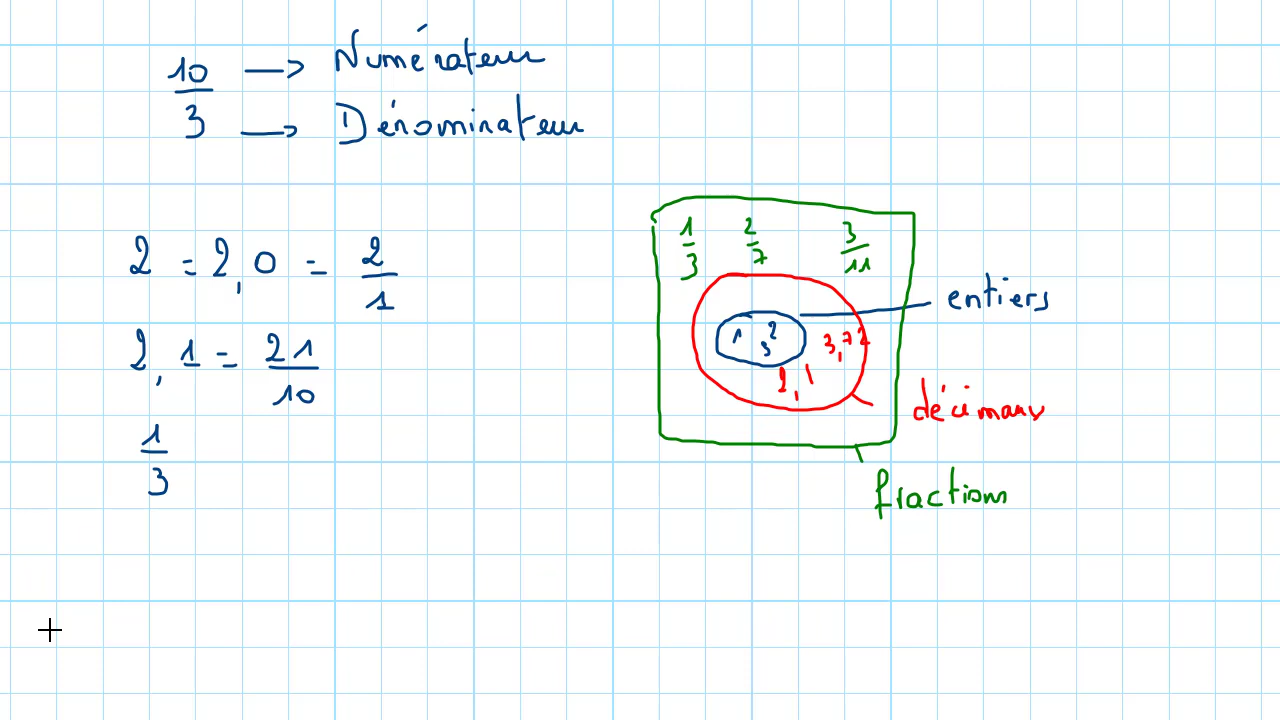 10/3
→ Numérateur
→ Dénominateur
2 = 2,0 = 2/1
2,1 = 21/10
1/3
1/3 2/7 3/11
entiers
1 2 3
3,72
2,1
décimaux
fractions